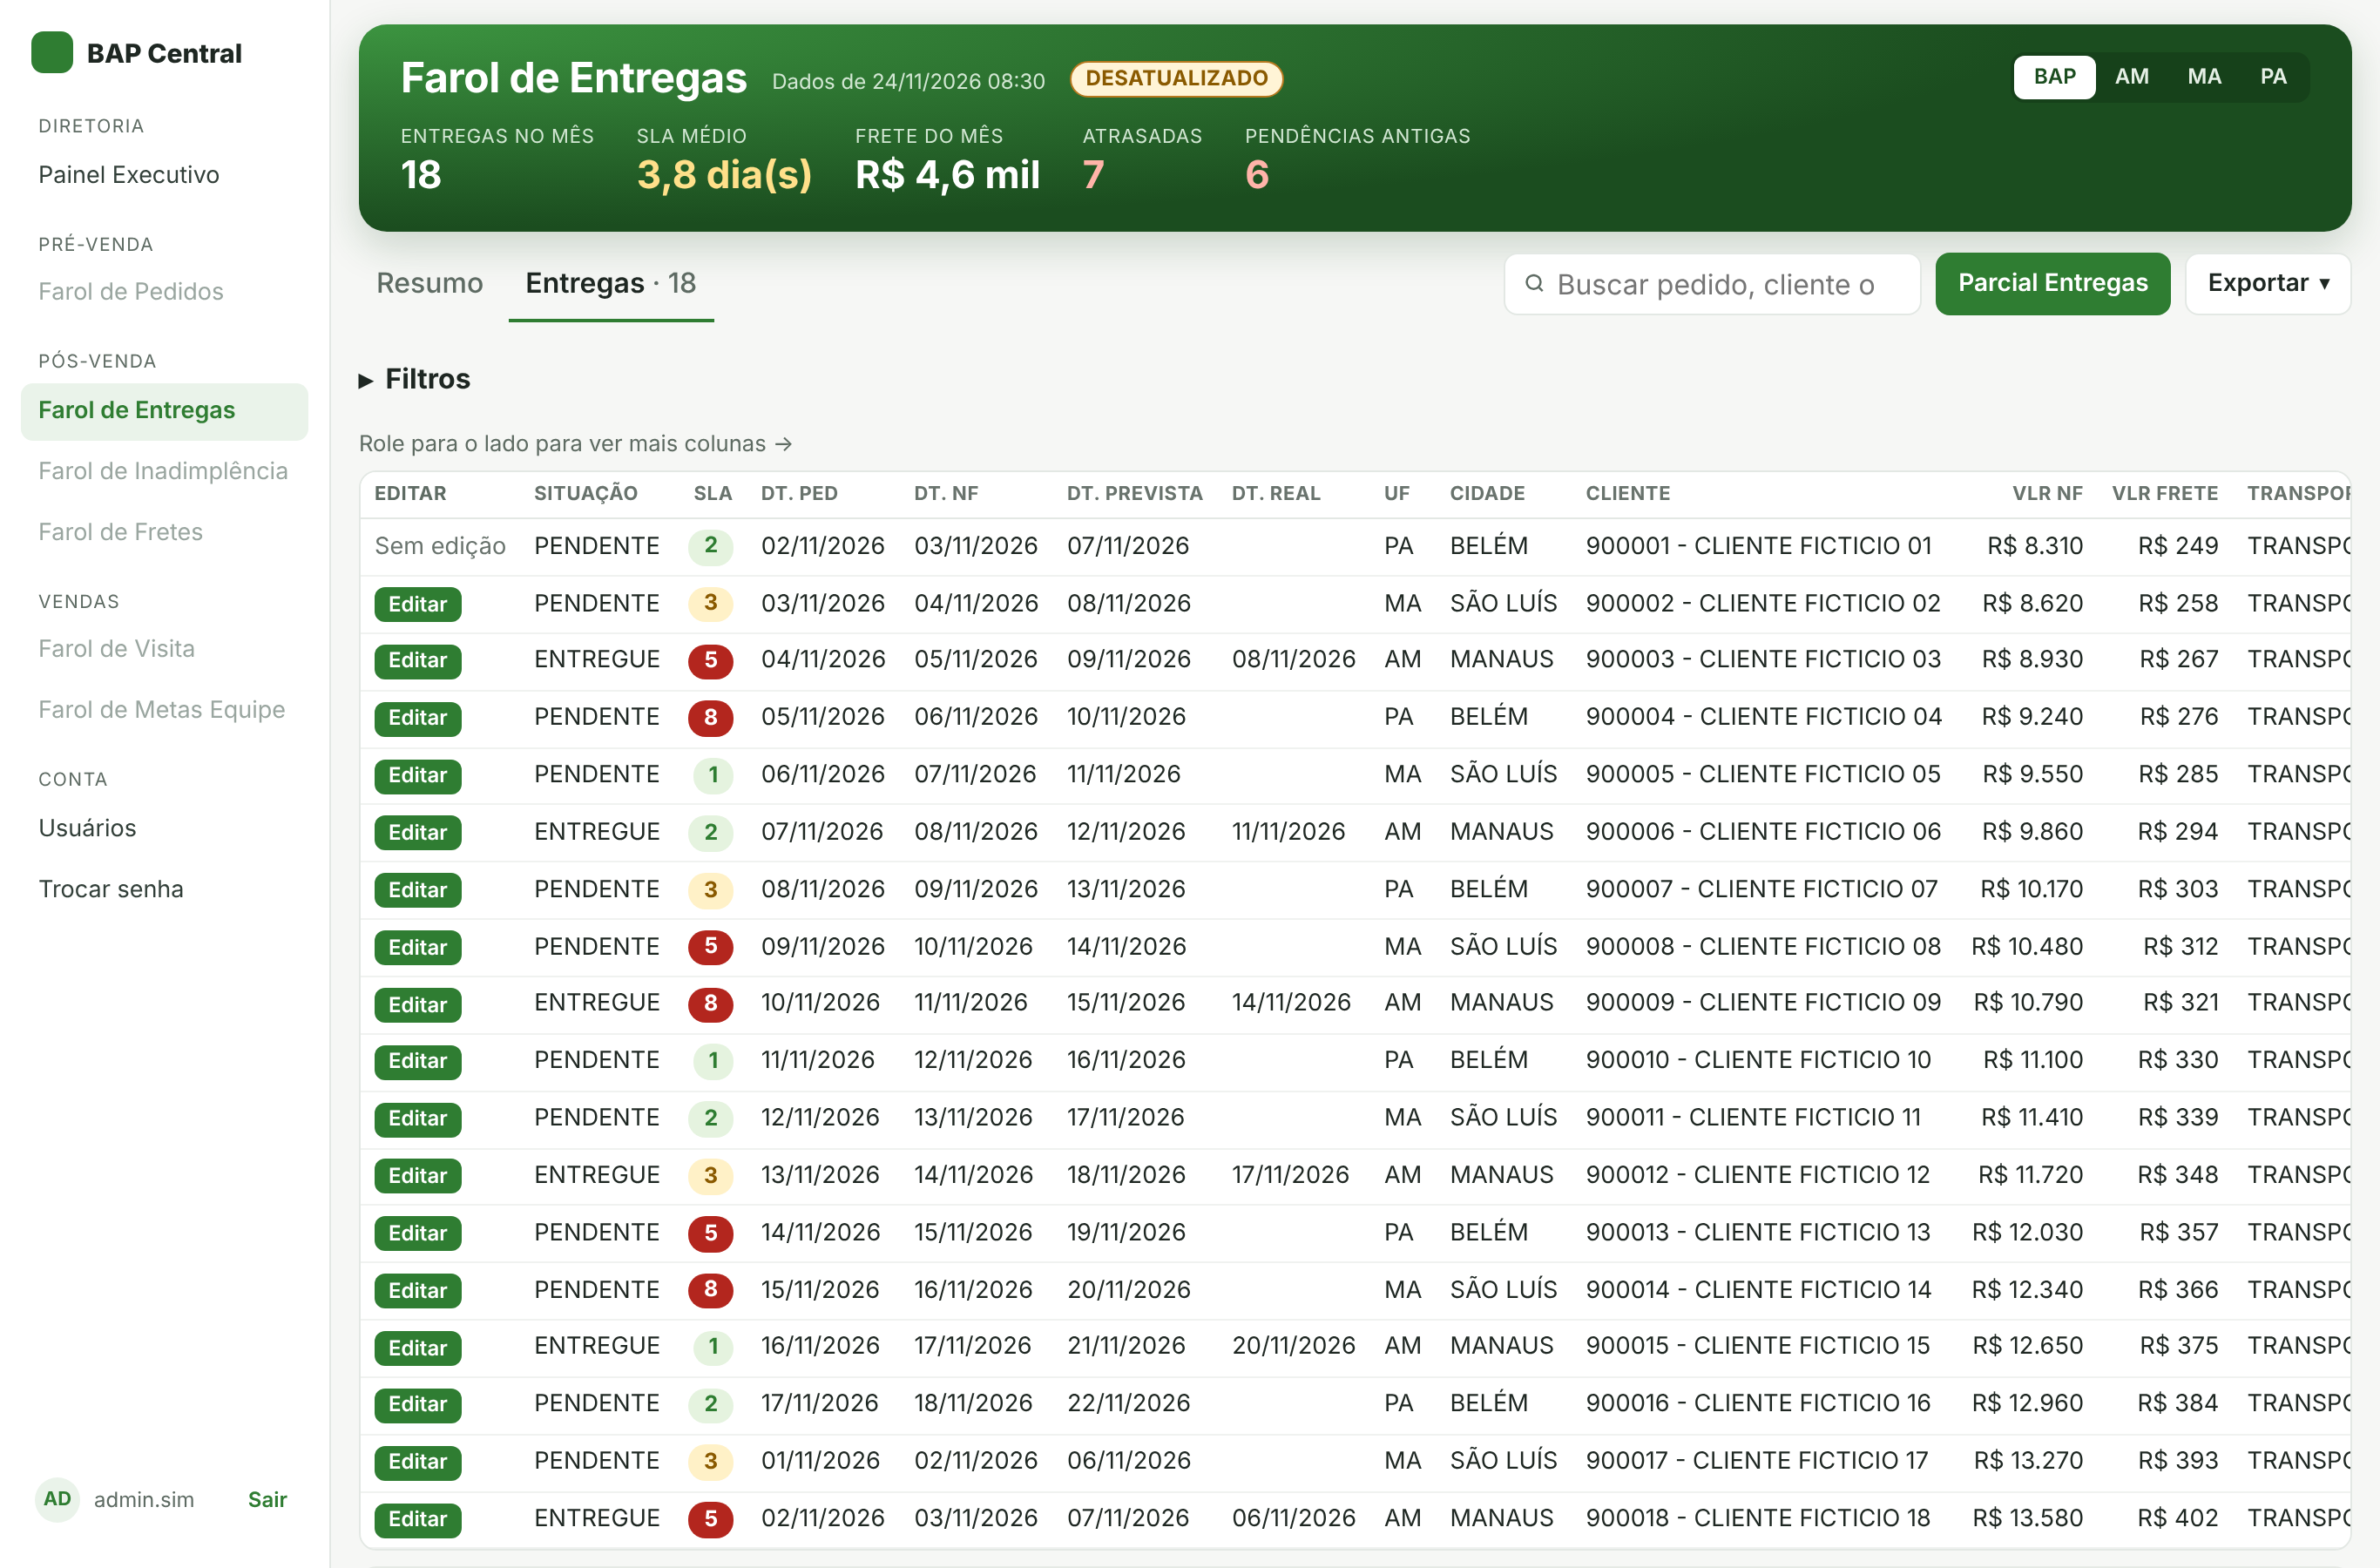 BAP Central
DIRETORIA
Painel Executivo
PRÉ-VENDA
Farol de Pedidos
PÓS-VENDA
Farol de Entregas
Farol de Inadimplência
Farol de Fretes
VENDAS
Farol de Visita
Farol de Metas Equipe
CONTA
Usuários
Trocar senha
AD admin.sim Sair
Farol de Entregas Dados de 24/11/2026 08:30 DESATUALIZADO BAP AM MA PA
ENTREGAS NO MÊS SLA MÉDIO FRETE DO MÊS ATRASADAS PENDÊNCIAS ANTIGAS
18 3,8 dia(s) R$ 4,6 mil 7 6
Resumo Entregas · 18 Buscar pedido, cliente o Parcial Entregas Exportar ▾
▸ Filtros
Role para o lado para ver mais colunas →
EDITAR SITUAÇÃO SLA DT. PED DT. NF DT. PREVISTA DT. REAL UF CIDADE CLIENTE VLR NF VLR FRETE TRANSPOR
Sem edição PENDENTE 2 02/11/2026 03/11/2026 07/11/2026 PA BELÉM 900001 - CLIENTE FICTICIO 01 R$ 8.310 R$ 249 TRANSPO
Editar PENDENTE 3 03/11/2026 04/11/2026 08/11/2026 MA SÃO LUÍS 900002 - CLIENTE FICTICIO 02 R$ 8.620 R$ 258 TRANSPO
Editar ENTREGUE 5 04/11/2026 05/11/2026 09/11/2026 08/11/2026 AM MANAUS 900003 - CLIENTE FICTICIO 03 R$ 8.930 R$ 267 TRANSPO
Editar PENDENTE 8 05/11/2026 06/11/2026 10/11/2026 PA BELÉM 900004 - CLIENTE FICTICIO 04 R$ 9.240 R$ 276 TRANSPO
Editar PENDENTE 1 06/11/2026 07/11/2026 11/11/2026 MA SÃO LUÍS 900005 - CLIENTE FICTICIO 05 R$ 9.550 R$ 285 TRANSPO
Editar ENTREGUE 2 07/11/2026 08/11/2026 12/11/2026 11/11/2026 AM MANAUS 900006 - CLIENTE FICTICIO 06 R$ 9.860 R$ 294 TRANSPO
Editar PENDENTE 3 08/11/2026 09/11/2026 13/11/2026 PA BELÉM 900007 - CLIENTE FICTICIO 07 R$ 10.170 R$ 303 TRANSPO
Editar PENDENTE 5 09/11/2026 10/11/2026 14/11/2026 MA SÃO LUÍS 900008 - CLIENTE FICTICIO 08 R$ 10.480 R$ 312 TRANSPO
Editar ENTREGUE 8 10/11/2026 11/11/2026 15/11/2026 14/11/2026 AM MANAUS 900009 - CLIENTE FICTICIO 09 R$ 10.790 R$ 321 TRANSPO
Editar PENDENTE 1 11/11/2026 12/11/2026 16/11/2026 PA BELÉM 900010 - CLIENTE FICTICIO 10 R$ 11.100 R$ 330 TRANSPO
Editar PENDENTE 2 12/11/2026 13/11/2026 17/11/2026 MA SÃO LUÍS 900011 - CLIENTE FICTICIO 11 R$ 11.410 R$ 339 TRANSPO
Editar ENTREGUE 3 13/11/2026 14/11/2026 18/11/2026 17/11/2026 AM MANAUS 900012 - CLIENTE FICTICIO 12 R$ 11.720 R$ 348 TRANSPO
Editar PENDENTE 5 14/11/2026 15/11/2026 19/11/2026 PA BELÉM 900013 - CLIENTE FICTICIO 13 R$ 12.030 R$ 357 TRANSPO
Editar PENDENTE 8 15/11/2026 16/11/2026 20/11/2026 MA SÃO LUÍS 900014 - CLIENTE FICTICIO 14 R$ 12.340 R$ 366 TRANSPO
Editar ENTREGUE 1 16/11/2026 17/11/2026 21/11/2026 20/11/2026 AM MANAUS 900015 - CLIENTE FICTICIO 15 R$ 12.650 R$ 375 TRANSPO
Editar PENDENTE 2 17/11/2026 18/11/2026 22/11/2026 PA BELÉM 900016 - CLIENTE FICTICIO 16 R$ 12.960 R$ 384 TRANSPO
Editar PENDENTE 3 01/11/2026 02/11/2026 06/11/2026 MA SÃO LUÍS 900017 - CLIENTE FICTICIO 17 R$ 13.270 R$ 393 TRANSPO
Editar ENTREGUE 5 02/11/2026 03/11/2026 07/11/2026 06/11/2026 AM MANAUS 900018 - CLIENTE FICTICIO 18 R$ 13.580 R$ 402 TRANSPO